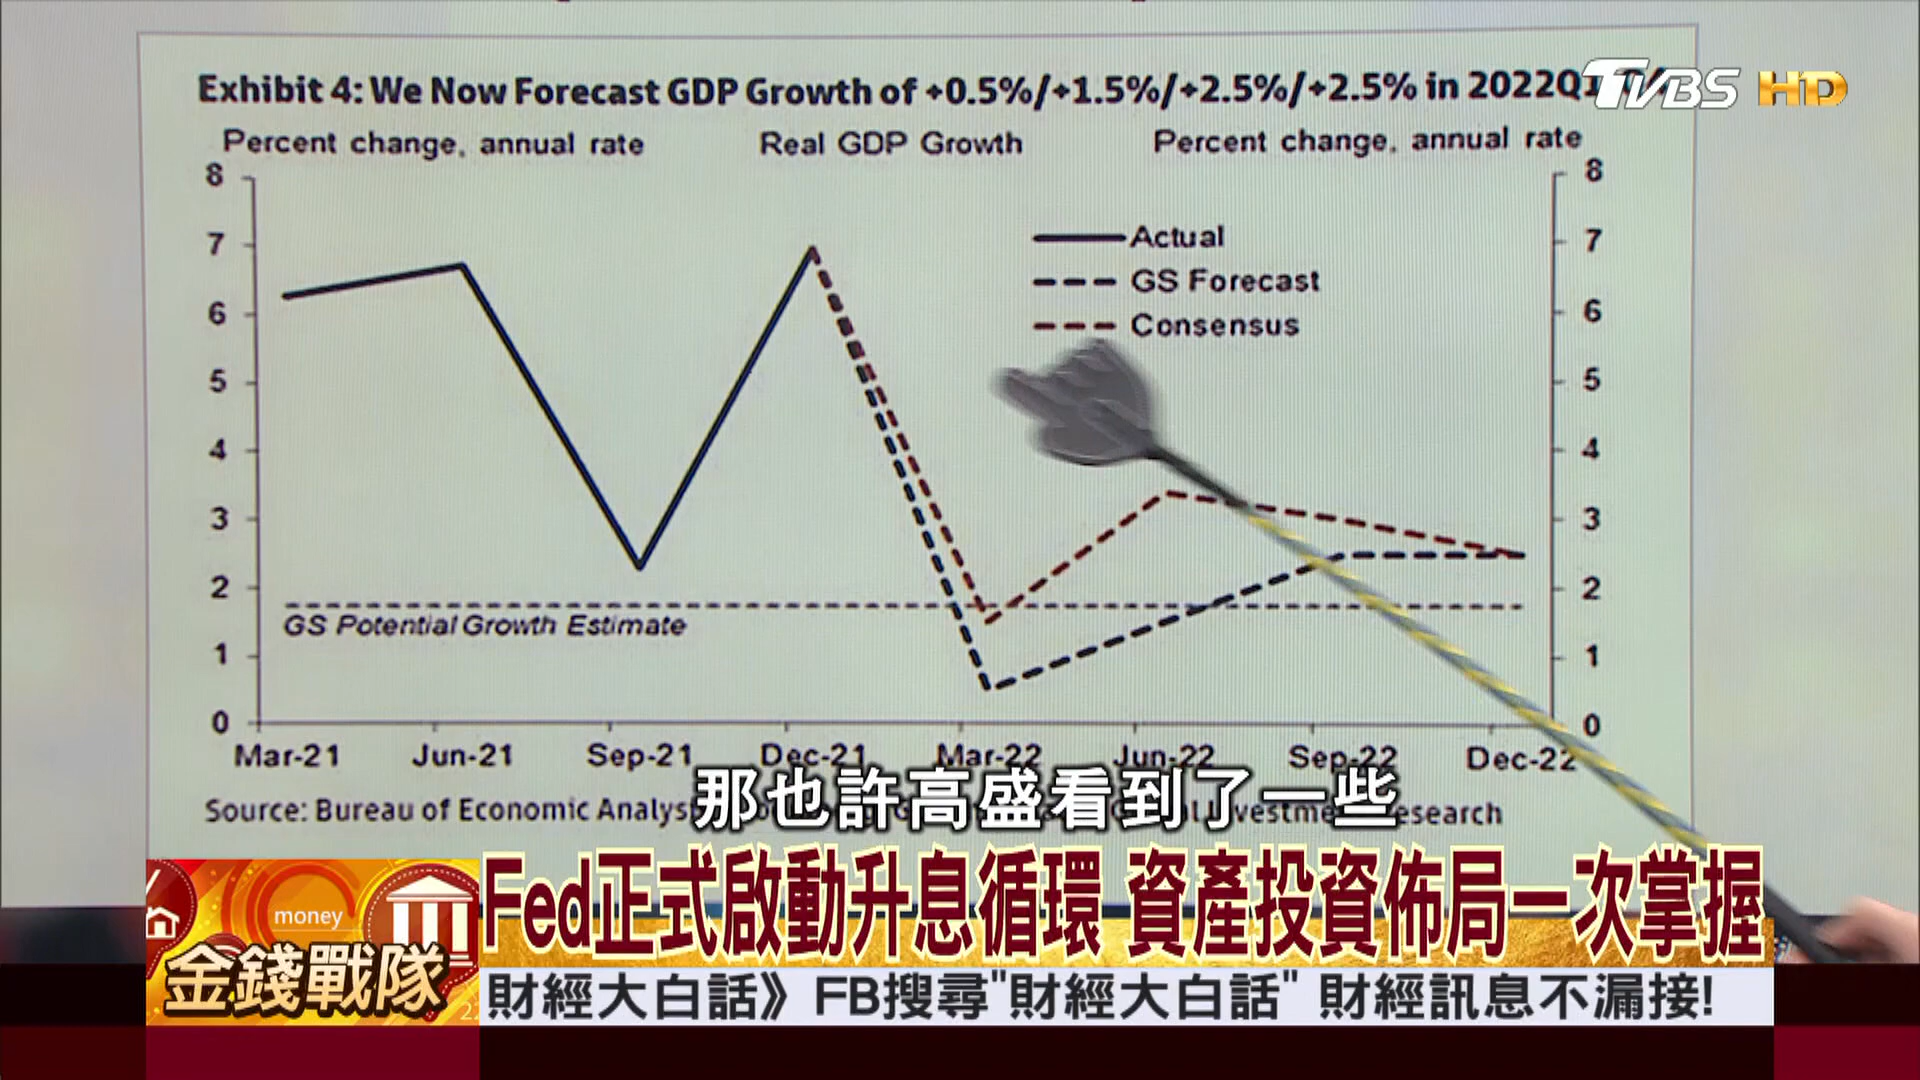 Exhibit 4: We Now Forecast GDP Growth of +0.5%/+1.5%/+2.5%/+2.5% in 2022Q1
TVBS HD
Percent change, annual rate Real GDP Growth Percent change, annual rate
8 8
7 7
6 6
5 5
4 4
3 3
2 2
1 1
0 0
Actual
GS Forecast
Consensus
GS Potential Growth Estimate
Mar-21 Jun-21 Sep-21 Dec-21 Mar-22 Jun-22 Sep-22 Dec-22
Source: Bureau of Economic Research
那也許高盛看到了一些
money
金錢戰隊
Fed正式啟動升息循環 資產投資佈局一次掌握
財經大白話》FB搜尋"財經大白話" 財經訊息不漏接!